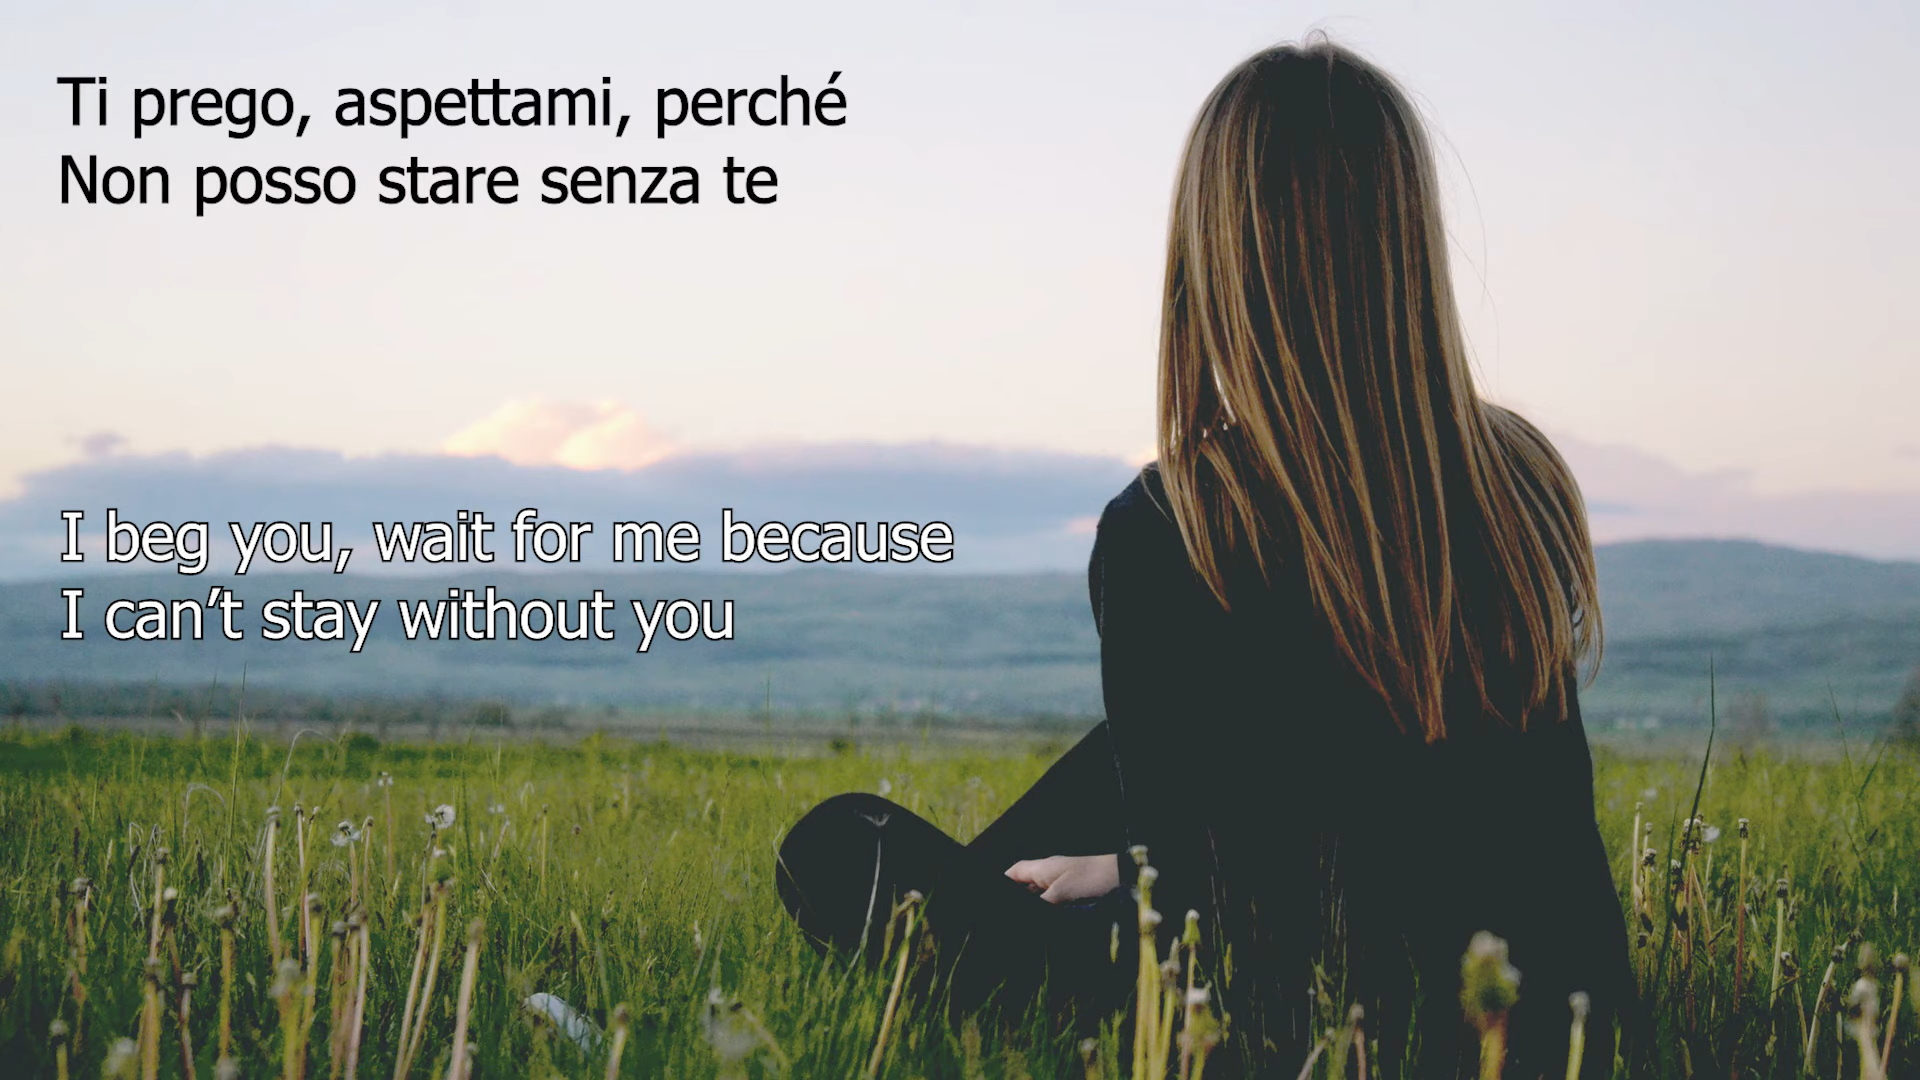 Ti prego, aspettami, perché
Non posso stare senza te
I beg you, wait for me because
I can’t stay without you